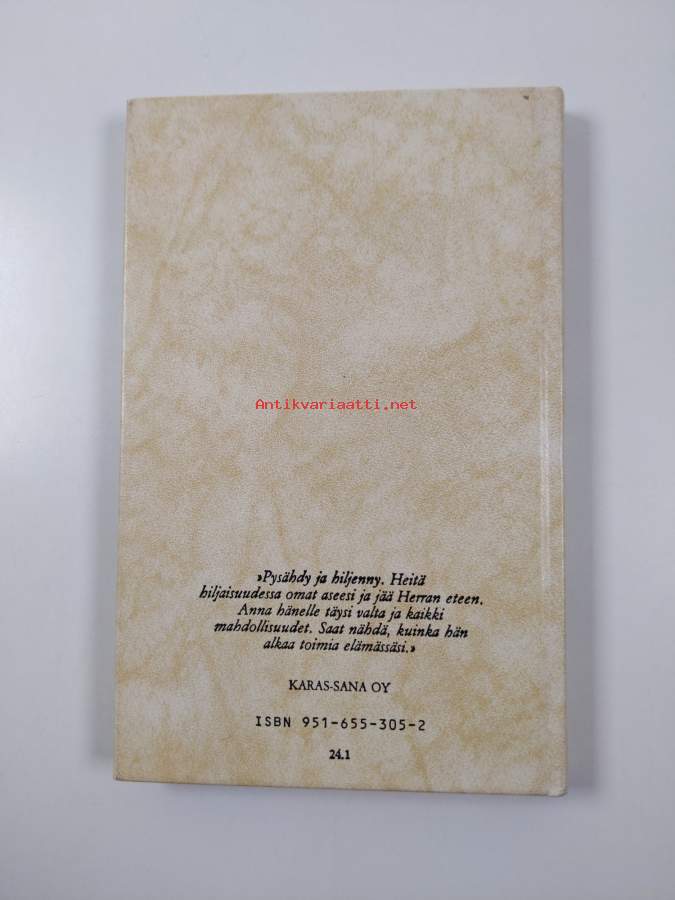 Antikvariaatti.net
»Pysähdy ja hiljenny. Heitä
hiljaisuudessa omat aseesi ja jää Herran eteen.
Anna hänelle täysi valta ja kaikki
mahdollisuudet. Saat nähdä, kuinka hän
alkaa toimia elämässäsi.»
KARAS-SANA OY
ISBN 951-655-305-2
24.1